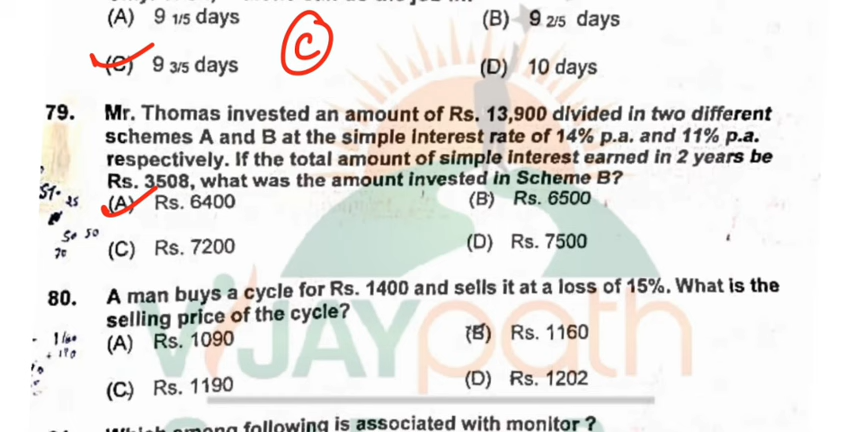 (A) 9 1/5 days (B) 9 2/5 days
(C) 9 3/5 days (D) 10 days
C
79. Mr. Thomas invested an amount of Rs. 13,900 divided in two different
schemes A and B at the simple interest rate of 14% p.a. and 11% p.a.
respectively. If the total amount of simple interest earned in 2 years be
Rs. 3508, what was the amount invested in Scheme B?
(A) Rs. 6400 (B) Rs. 6500
(C) Rs. 7200 (D) Rs. 7500
50 50
80. A man buys a cycle for Rs. 1400 and sells it at a loss of 15%. What is the
selling price of the cycle?
(A) Rs. 1090 (B) Rs. 1160
(C) Rs. 1190 (D) Rs. 1202
VIJAYpath
following is associated with monitor ?